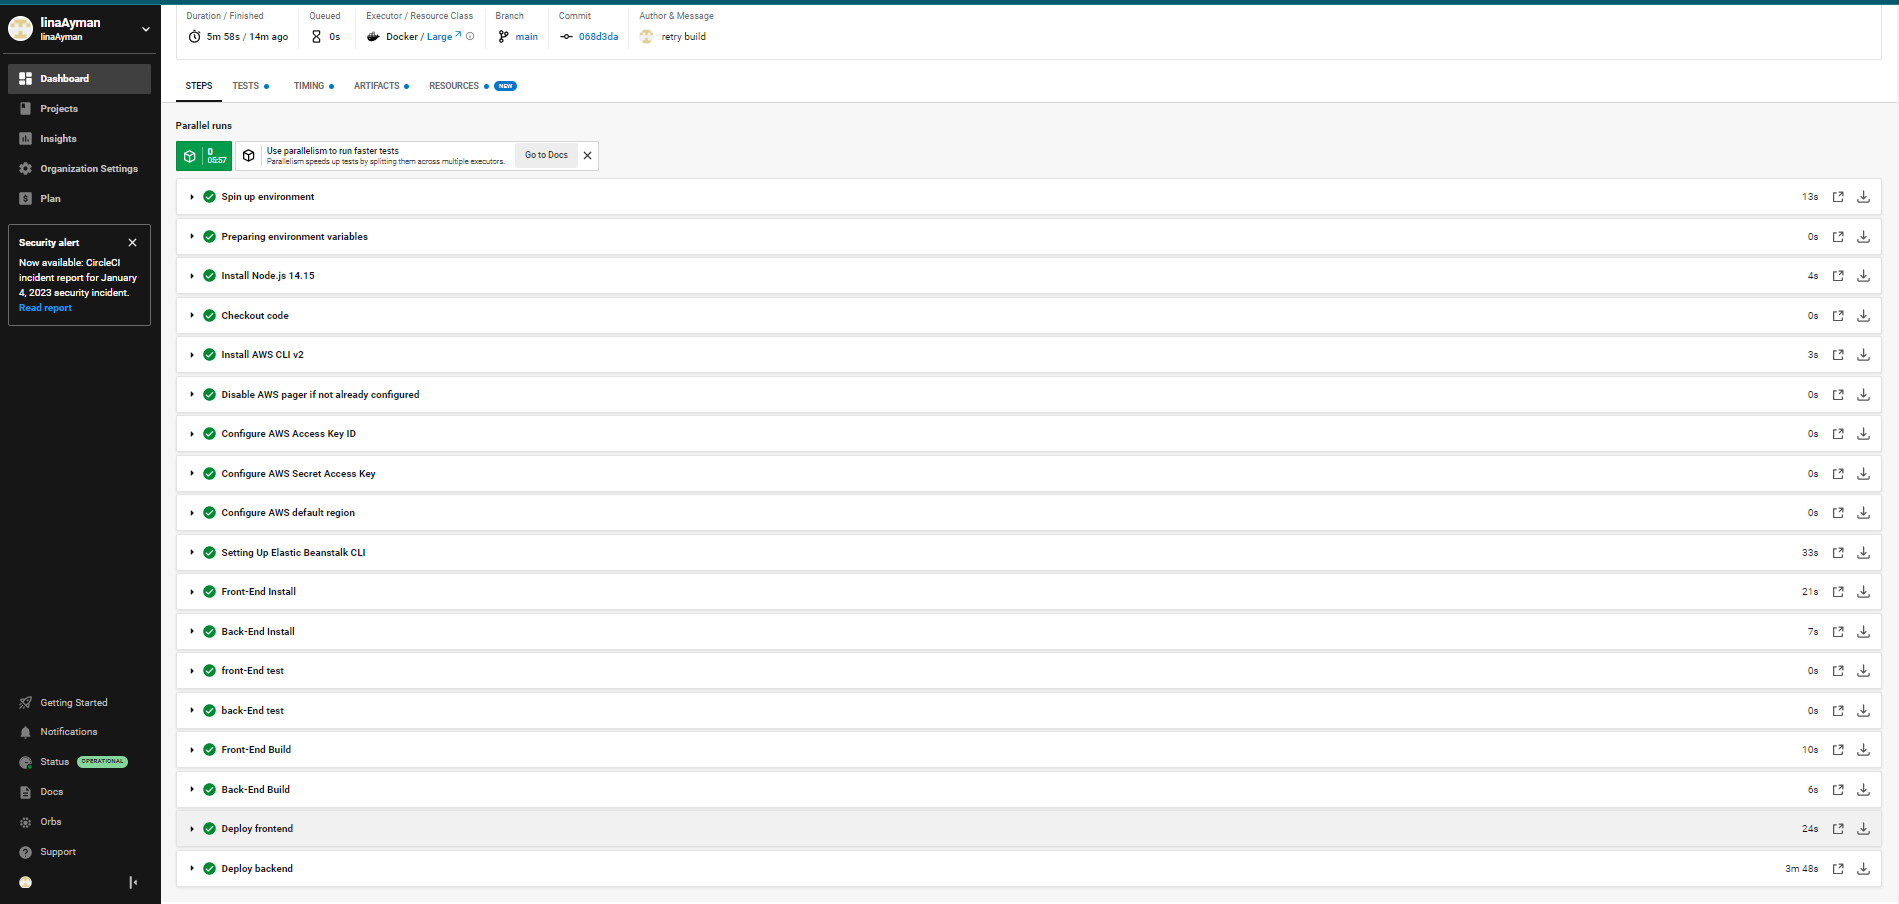 linaAyman
linaAyman
Dashboard
Projects
Insights
Organization Settings
Plan
Security alert
Now available: CircleCI
incident report for January
4, 2023 security incident.
Read report
Getting Started
Notifications
Status OPERATIONAL
Docs
Orbs
Support
Duration / Finished
5m 58s / 14m ago
Queued
0s
Executor / Resource Class
Docker / Large
Branch
main
Commit
068d3da
Author & Message
retry build
STEPS TESTS TIMING ARTIFACTS RESOURCES NEW
Parallel runs
0
05:57
Use parallelism to run faster tests
Parallelism speeds up tests by splitting them across multiple executors.
Go to Docs
Spin up environment 13s
Preparing environment variables 0s
Install Node.js 14.15 4s
Checkout code 0s
Install AWS CLI v2 3s
Disable AWS pager if not already configured 0s
Configure AWS Access Key ID 0s
Configure AWS Secret Access Key 0s
Configure AWS default region 0s
Setting Up Elastic Beanstalk CLI 33s
Front-End Install 21s
Back-End Install 7s
front-End test 0s
back-End test 0s
Front-End Build 10s
Back-End Build 6s
Deploy frontend 24s
Deploy backend 3m 48s